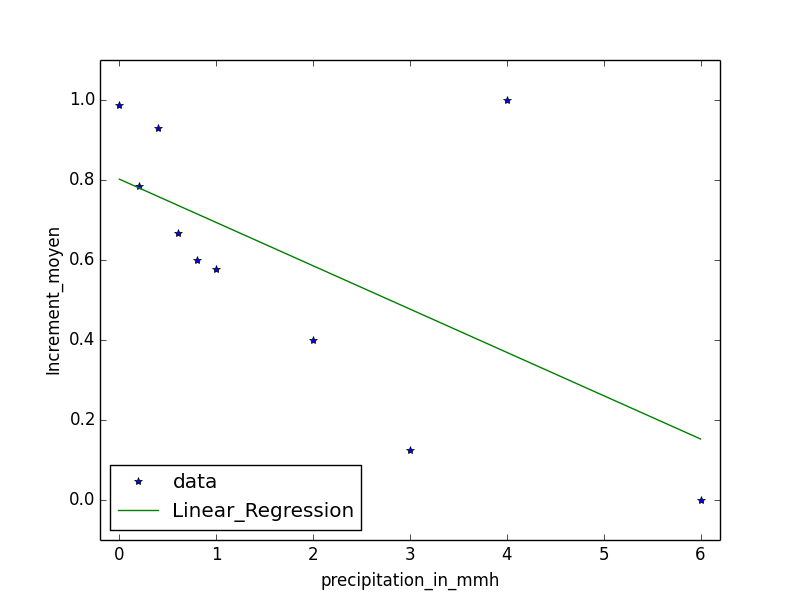 1.0
0.8
0.6
0.4
0.2
0.0
Increment_moyen
data
Linear_Regression
0 1 2 3 4 5 6
precipitation_in_mmh